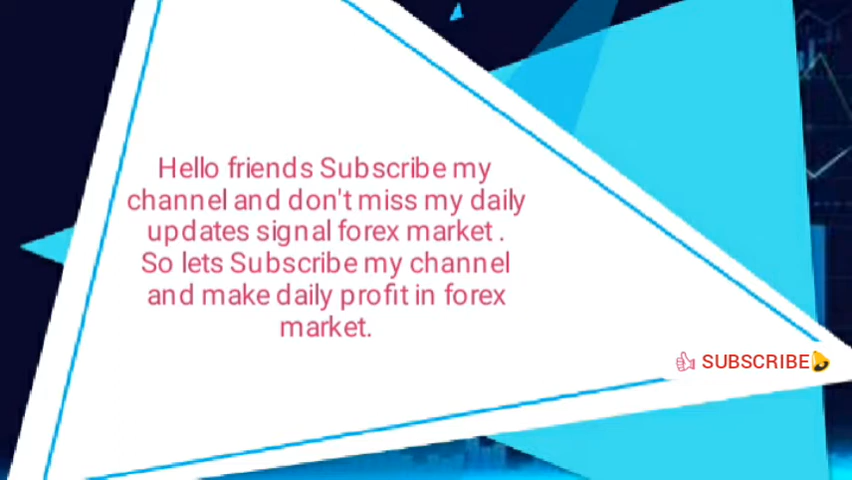 Hello friends Subscribe my
channel and don't miss my daily
updates signal forex market .
So lets Subscribe my channel
and make daily profit in forex
market.
SUBSCRIBE